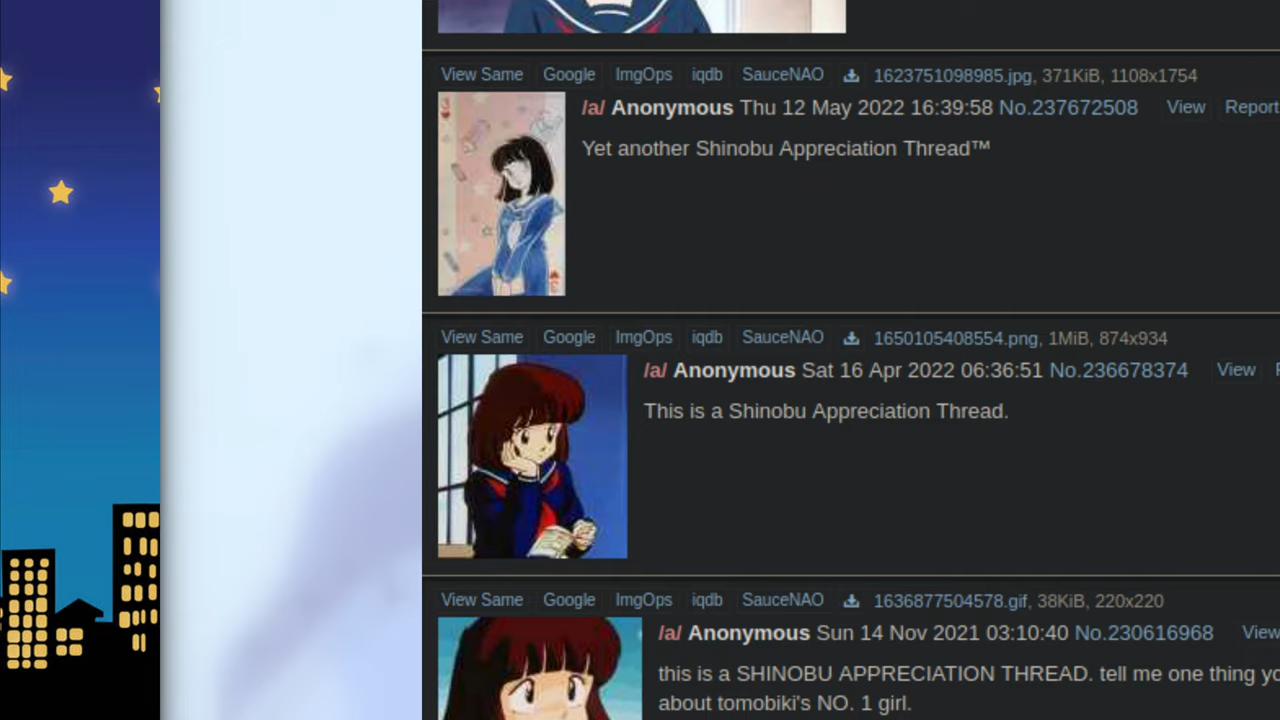 View Same Google ImgOps iqdb SauceNAO 1623751098985.jpg, 371KiB, 1108x1754
/a/ Anonymous Thu 12 May 2022 16:39:58 No.237672508 View Report
Yet another Shinobu Appreciation Thread™
View Same Google ImgOps iqdb SauceNAO 1650105408554.png, 1MiB, 874x934
/a/ Anonymous Sat 16 Apr 2022 06:36:51 No.236678374 View
This is a Shinobu Appreciation Thread.
View Same Google ImgOps iqdb SauceNAO 1636877504578.gif, 38KiB, 220x220
/a/ Anonymous Sun 14 Nov 2021 03:10:40 No.230616968 View
this is a SHINOBU APPRECIATION THREAD. tell me one thing yo
about tomobiki's NO. 1 girl.